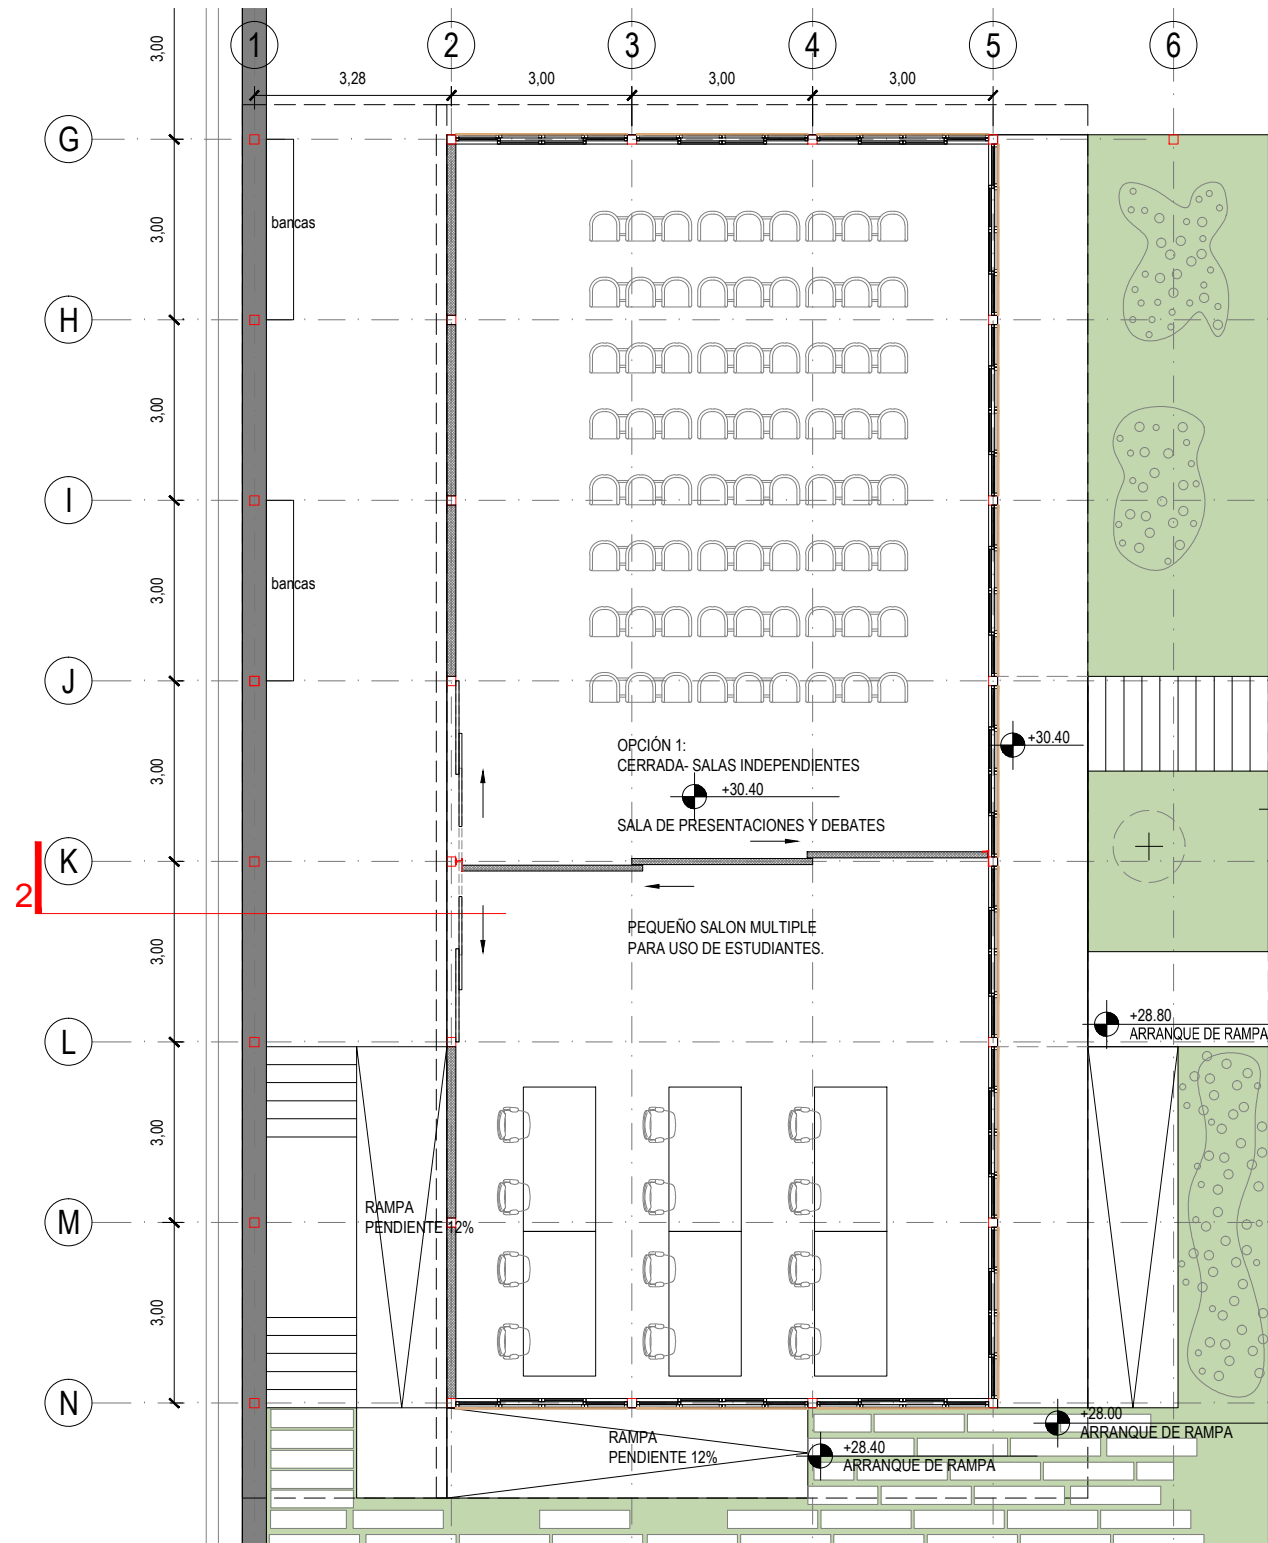 1
2
3
4
5
6
3,00
3,28
3,00
3,00
3,00
G
bancas
3,00
H
3,00
I
bancas
3,00
J
OPCIÓN 1:
CERRADA- SALAS INDEPENDIENTES
+30.40
+30.40
3,00
SALA DE PRESENTACIONES Y DEBATES
K
2
PEQUEÑO SALON MULTIPLE
PARA USO DE ESTUDIANTES.
3,00
+28.80
ARRANQUE DE RAMPA
L
3,00
RAMPA
PENDIENTE 12%
M
3,00
N
+28.00
ARRANQUE DE RAMPA
RAMPA
PENDIENTE 12%
+28.40
ARRANQUE DE RAMPA